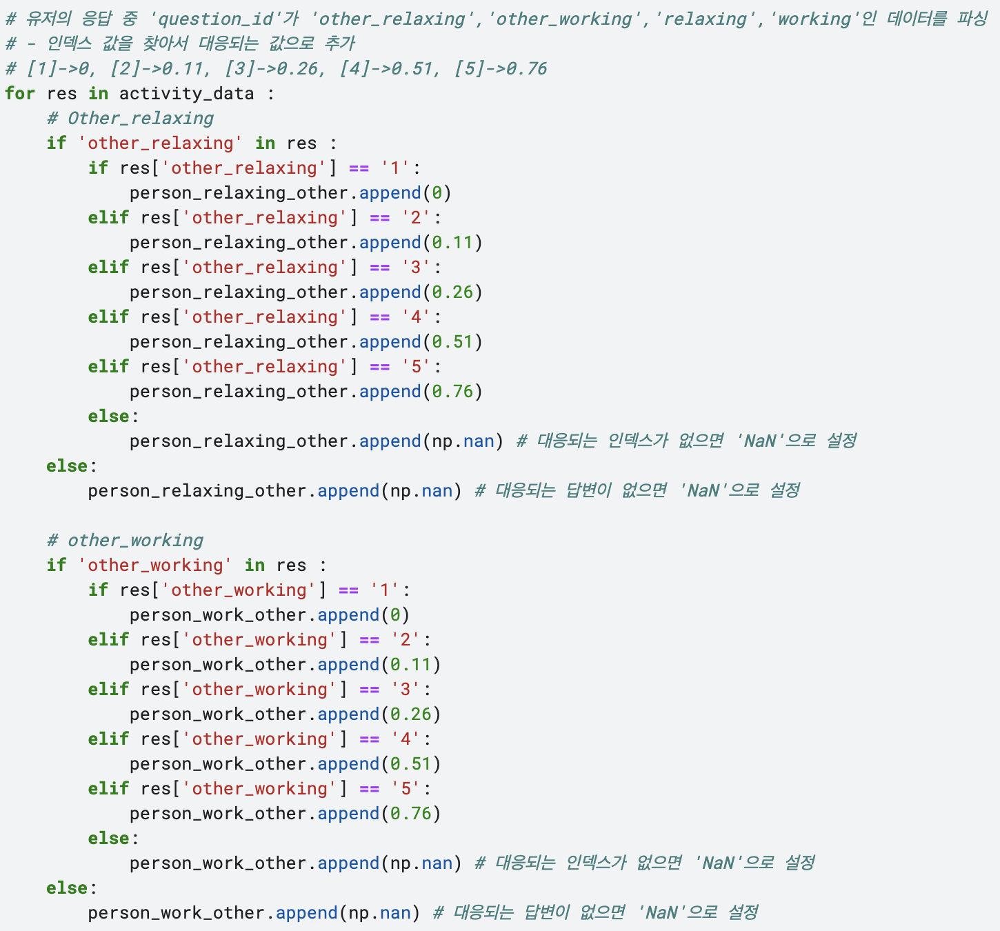 # 유저의 응답 중 'question_id'가 'other_relaxing','other_working','relaxing','working'인 데이터를 파싱
# - 인덱스 값을 찾아서 대응되는 값으로 추가
# [1]->0, [2]->0.11, [3]->0.26, [4]->0.51, [5]->0.76
for res in activity_data :
    # Other_relaxing
    if 'other_relaxing' in res :
        if res['other_relaxing'] == '1':
            person_relaxing_other.append(0)
        elif res['other_relaxing'] == '2':
            person_relaxing_other.append(0.11)
        elif res['other_relaxing'] == '3':
            person_relaxing_other.append(0.26)
        elif res['other_relaxing'] == '4':
            person_relaxing_other.append(0.51)
        elif res['other_relaxing'] == '5':
            person_relaxing_other.append(0.76)
        else:
            person_relaxing_other.append(np.nan) # 대응되는 인덱스가 없으면 'NaN'으로 설정
    else:
        person_relaxing_other.append(np.nan) # 대응되는 답변이 없으면 'NaN'으로 설정

    # other_working
    if 'other_working' in res :
        if res['other_working'] == '1':
            person_work_other.append(0)
        elif res['other_working'] == '2':
            person_work_other.append(0.11)
        elif res['other_working'] == '3':
            person_work_other.append(0.26)
        elif res['other_working'] == '4':
            person_work_other.append(0.51)
        elif res['other_working'] == '5':
            person_work_other.append(0.76)
        else:
            person_work_other.append(np.nan) # 대응되는 인덱스가 없으면 'NaN'으로 설정
    else:
        person_work_other.append(np.nan) # 대응되는 답변이 없으면 'NaN'으로 설정